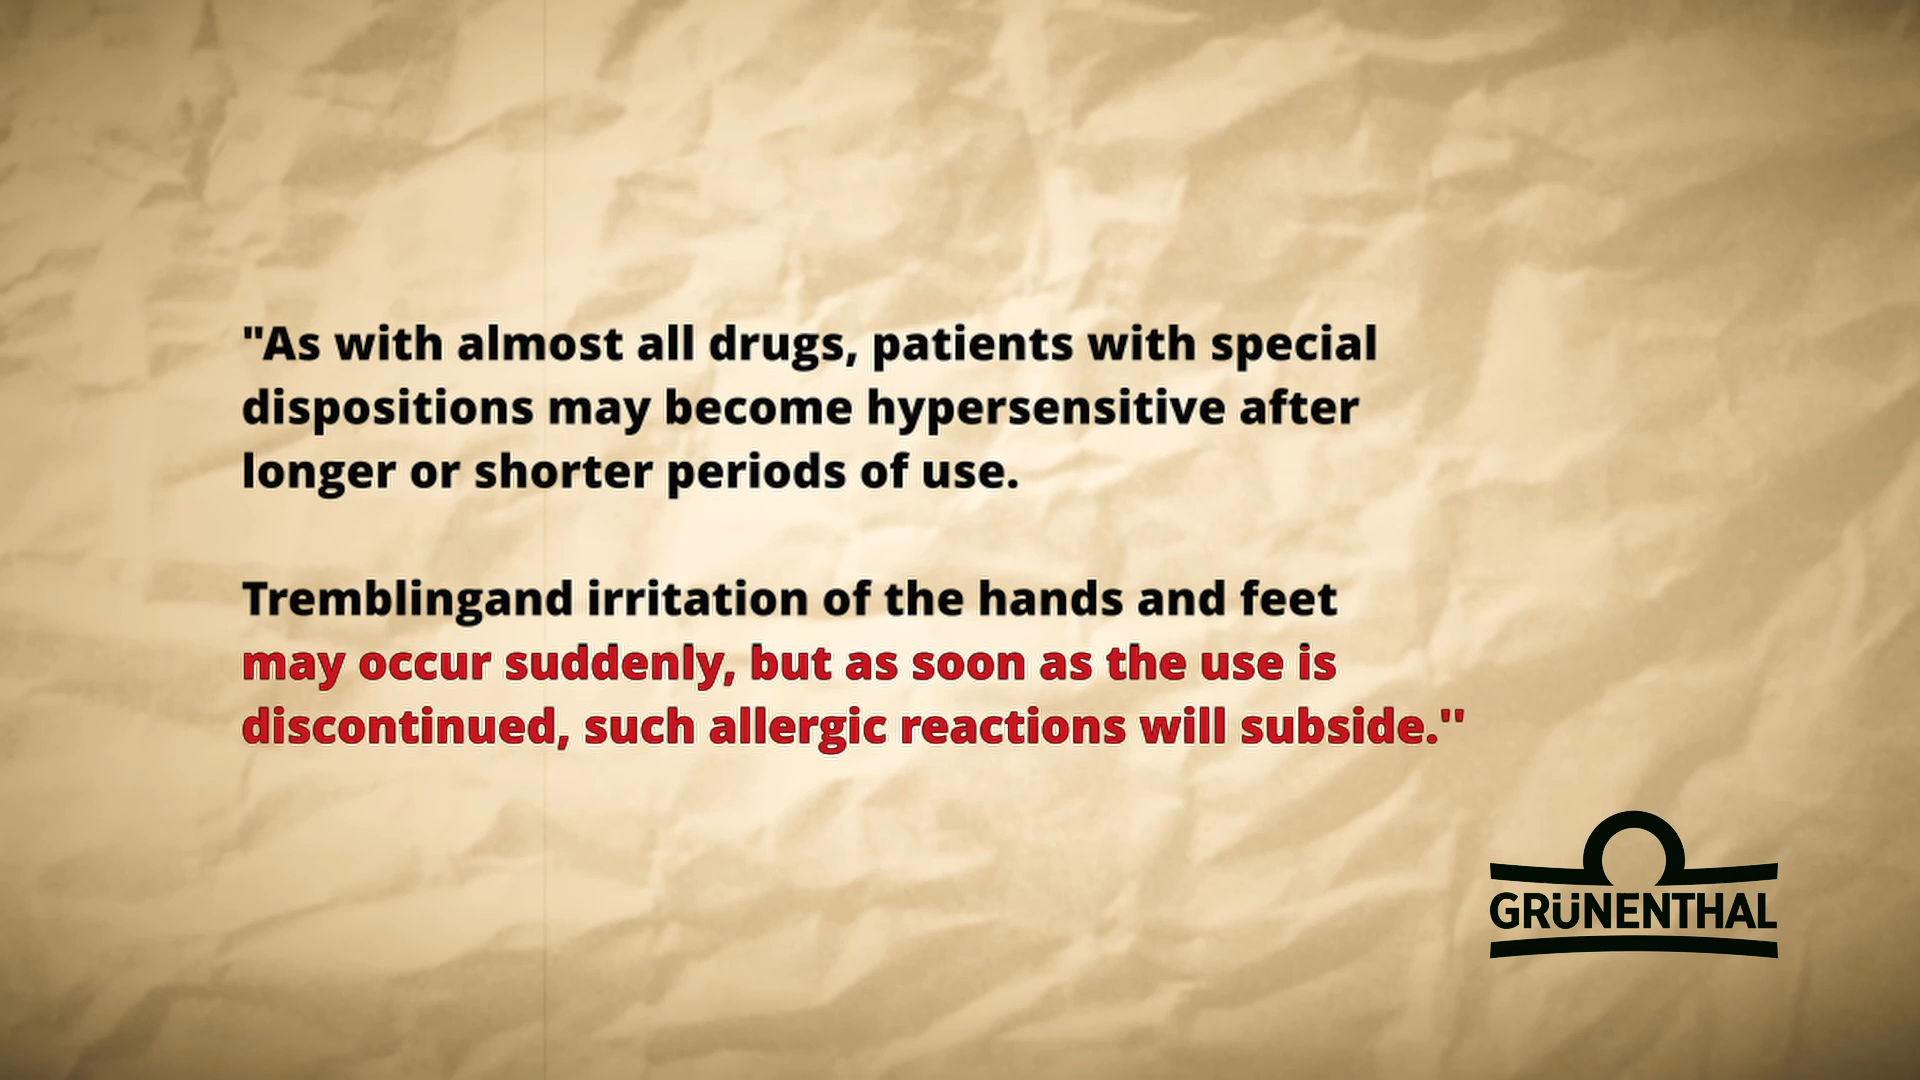 "As with almost all drugs, patients with special
dispositions may become hypersensitive after
longer or shorter periods of use.
Tremblingand irritation of the hands and feet
may occur suddenly, but as soon as the use is
discontinued, such allergic reactions will subside.''
GRÜNENTHAL